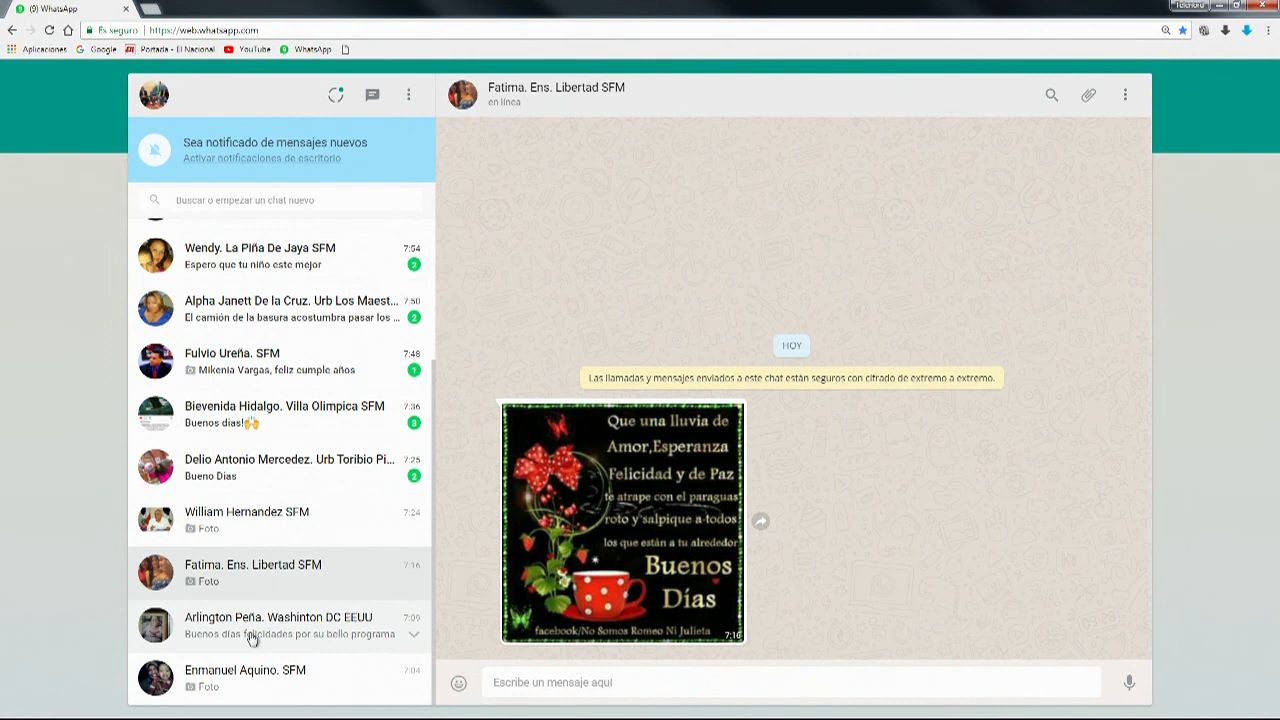 (9) WhatsApp
Telenord
Es seguro | https://web.whatsapp.com
Aplicaciones Google Portada - El Nacional YouTube WhatsApp
Fatima. Ens. Libertad SFM
en línea
Sea notificado de mensajes nuevos
Activar notificaciones de escritorio
Buscar o empezar un chat nuevo
Wendy. La Piña De Jaya SFM 7:54
Espero que tu niño este mejor 2
Alpha Janett De la Cruz. Urb Los Maest... 7:50
El camión de la basura acostumbra pasar los ... 2
Fulvio Ureña. SFM 7:48
Mikenia Vargas, feliz cumple años 1
Bievenida Hidalgo. Villa Olimpica SFM 7:36
Buenos dias!🙌 3
Delio Antonio Mercedez. Urb Toribio Pi... 7:25
Bueno Dias 2
William Hernandez SFM 7:24
Foto
Fatima. Ens. Libertad SFM 7:16
Foto
Arlington Peña. Washinton DC EEUU 7:09
Buenos días felicidades por su bello programa
Enmanuel Aquino. SFM 7:04
Foto
HOY
Las llamadas y mensajes enviados a este chat están seguros con cifrado de extremo a extremo.
Que una lluvia de
Amor,Esperanza
Felicidad y de Paz
te atrape con el paraguas
roto y salpique a todos
los que están a tu alrededor
Buenos
Días
facebook/No Somos Romeo Ni Julieta
7:16
Escribe un mensaje aquí